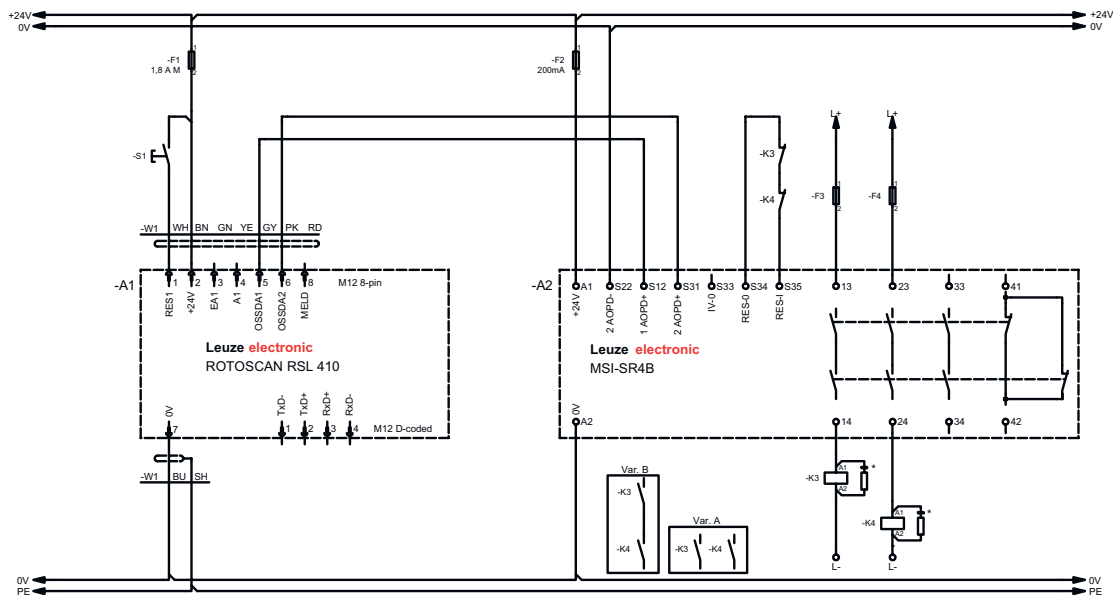 +24V
+24V
0V
0V
-F1
1,8 A M
1
2
-F2
200mA
1
2
L+
L+
-S1
-K3
-K4
-F3
1
2
-F4
1
2
-W1 WH BN GN YE GY PK RD
-A1
1 2 3 4 5 6 8 M12 8-pin
RES1
+24V
EA1
A1
OSSDA1
OSSDA2
MELD
Leuze electronic
ROTOSCAN RSL 410
0V
TxD-
TxD+
RxD+
RxD-
7 1 2 3 4 M12 D-coded
-W1 BU SH
-A2
A1 S22 S12 S31 S33 S34 S35 13 23 33 41
+24V
2 AOPD-
1 AOPD+
2 AOPD+
IV-0
RES-0
RES-I
Leuze electronic
MSI-SR4B
0V
A2 14 24 34 42
Var. B
-K3
-K4
Var. A
-K3 -K4
-K3
A1
A2
*
-K4
A1
A2
*
L-
L-
0V
0V
PE
PE